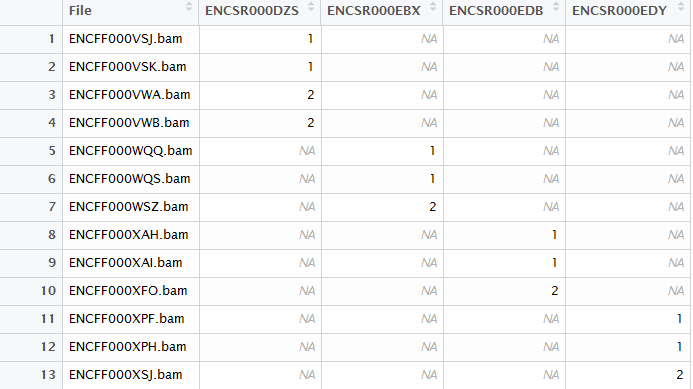 File ENCSR000DZS ENCSR000EBX ENCSR000EDB ENCSR000EDY
1 ENCFF000VSJ.bam 1 NA NA NA
2 ENCFF000VSK.bam 1 NA NA NA
3 ENCFF000VWA.bam 2 NA NA NA
4 ENCFF000VWB.bam 2 NA NA NA
5 ENCFF000WQQ.bam NA 1 NA NA
6 ENCFF000WQS.bam NA 1 NA NA
7 ENCFF000WSZ.bam NA 2 NA NA
8 ENCFF000XAH.bam NA NA 1 NA
9 ENCFF000XAI.bam NA NA 1 NA
10 ENCFF000XFO.bam NA NA 2 NA
11 ENCFF000XPF.bam NA NA NA 1
12 ENCFF000XPH.bam NA NA NA 1
13 ENCFF000XSJ.bam NA NA NA 2